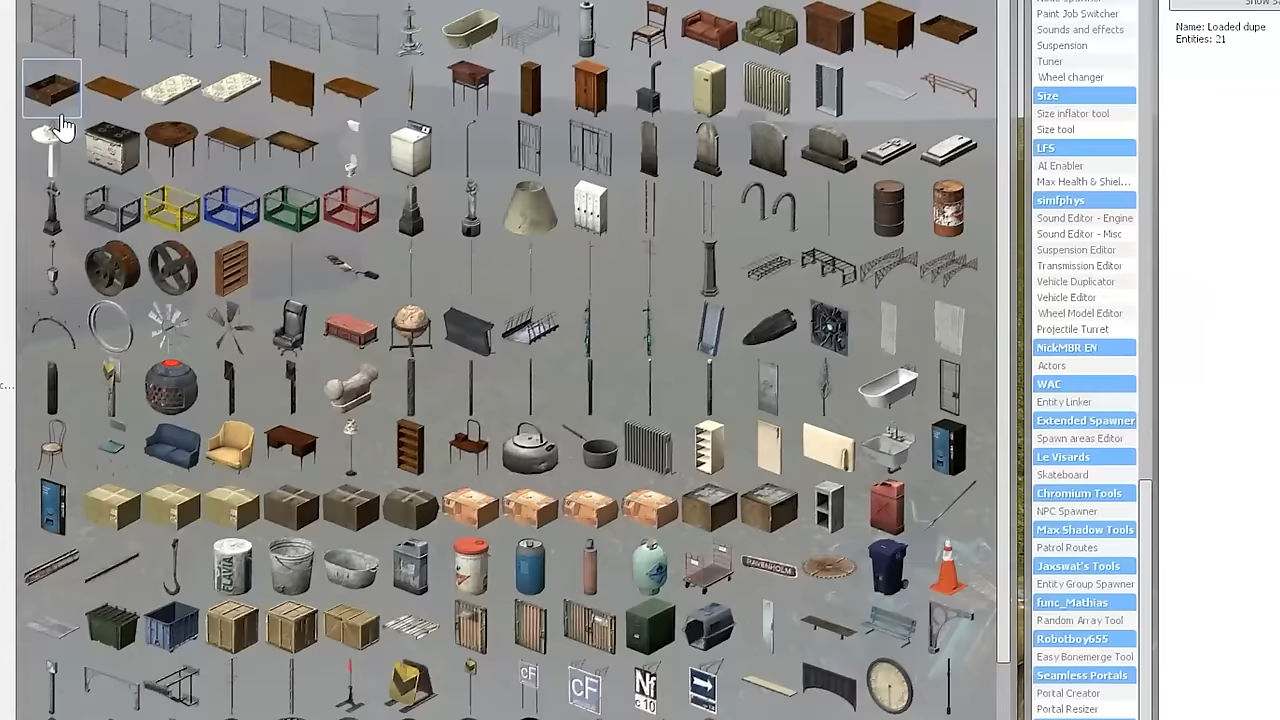 Paint Job Switcher
Sounds and effects
Suspension
Tuner
Wheel changer
Size
Size inflator tool
Size tool
LFS
AI Enabler
Max Health & Shiel...
simfphys
Sound Editor - Engine
Sound Editor - Misc
Suspension Editor
Transmission Editor
Vehicle Duplicator
Vehicle Editor
Wheel Model Editor
Projectile Turret
NickMBR EN
Actors
WAC
Entity Linker
Extended Spawner
Spawn areas Editor
Le Visards
Skateboard
Chromium Tools
NPC Spawner
Max Shadow Tools
Patrol Routes
Jaxswat's Tools
Entity Group Spawner
func_Mathias
Random Array Tool
Robotboy655
Easy Bonemerge Tool
Seamless Portals
Portal Creator
Portal Resizer
Name: Loaded dupe
Entities: 21
c...
RAVENHOLM
cF
cF
Nf
c 10